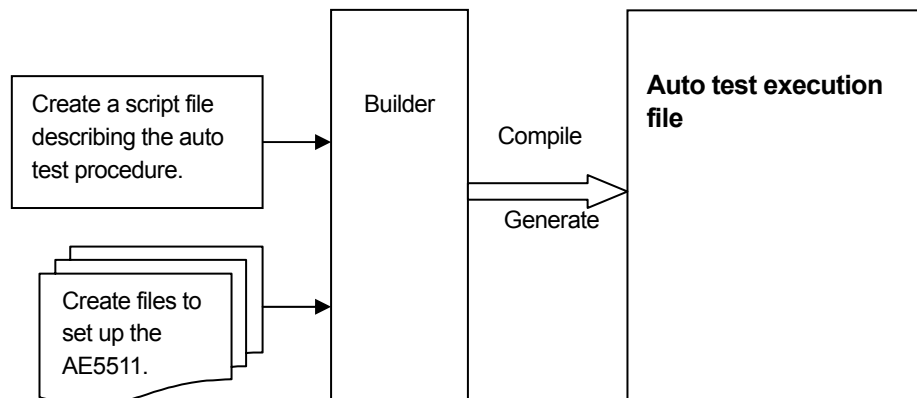 Create a script file
describing the auto
test procedure.
Create files to
set up the
AE5511.
Builder
Compile
Generate
Auto test execution
file